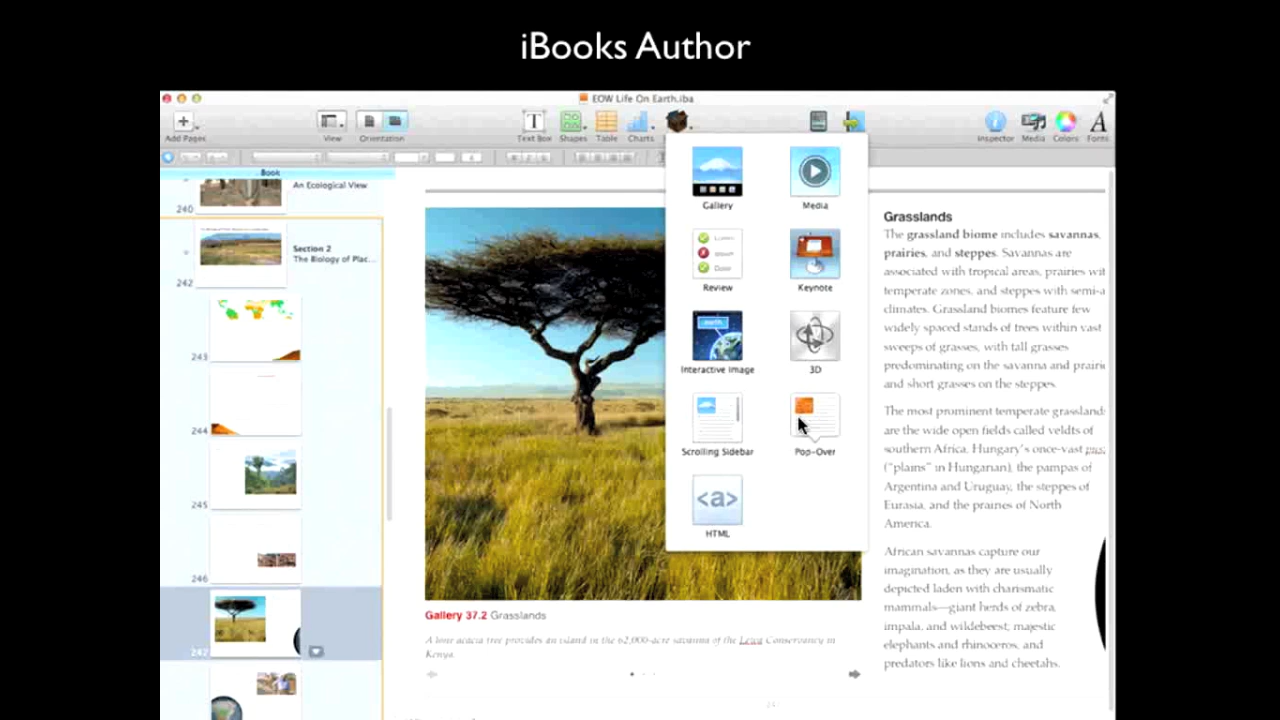 iBooks Author
EOW Life On Earth.iba
Add Pages
View
Orientation
Text Box
Shapes
Table
Charts
Inspector
Media
Colors
Fonts
Book
An Ecological View
240
Section 2
The Biology of Plac...
242
243
244
245
246
247
Gallery
Media
Review
Keynote
earth
Interactive Image
3D
Scrolling Sidebar
Pop-Over
<a>
HTML
Gallery 37.2 Grasslands
A lone acacia tree provides an island in the 62,000-acre savanna of the Lewa Conservancy in
Kenya.
Grasslands
The grassland biome includes savannas,
prairies, and steppes. Savannas are
associated with tropical areas, prairies wit
temperate zones, and steppes with semi-a
climates. Grassland biomes feature few
widely spaced stands of trees within vast
sweeps of grasses, with tall grasses
predominating on the savanna and prairie
and short grasses on the steppes.
The most prominent temperate grasslands
are the wide open fields called veldts of
southern Africa, Hungary's once-vast
("plains" in Hungarian), the pampas of
Argentina and Uruguay, the steppes of
Eurasia, and the prairies of North
America.
African savannas capture our
imagination, as they are usually
depicted laden with charismatic
mammals—giant herds of zebra,
impala, and wildebeest; majestic
elephants and rhinoceros, and
predators like lions and cheetahs.